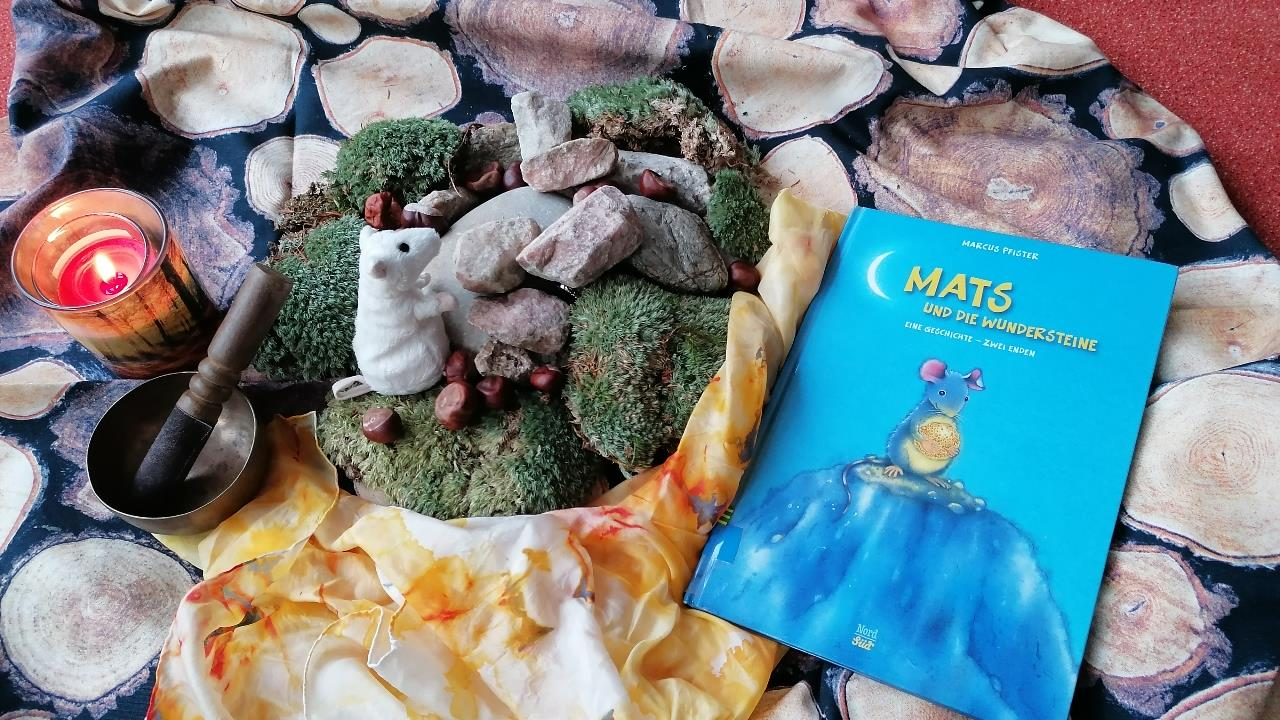 MARCUS PFISTER
MATS
UND DIE WUNDERSTEINE
EINE GESCHICHTE – ZWEI ENDEN
Nord
Süd